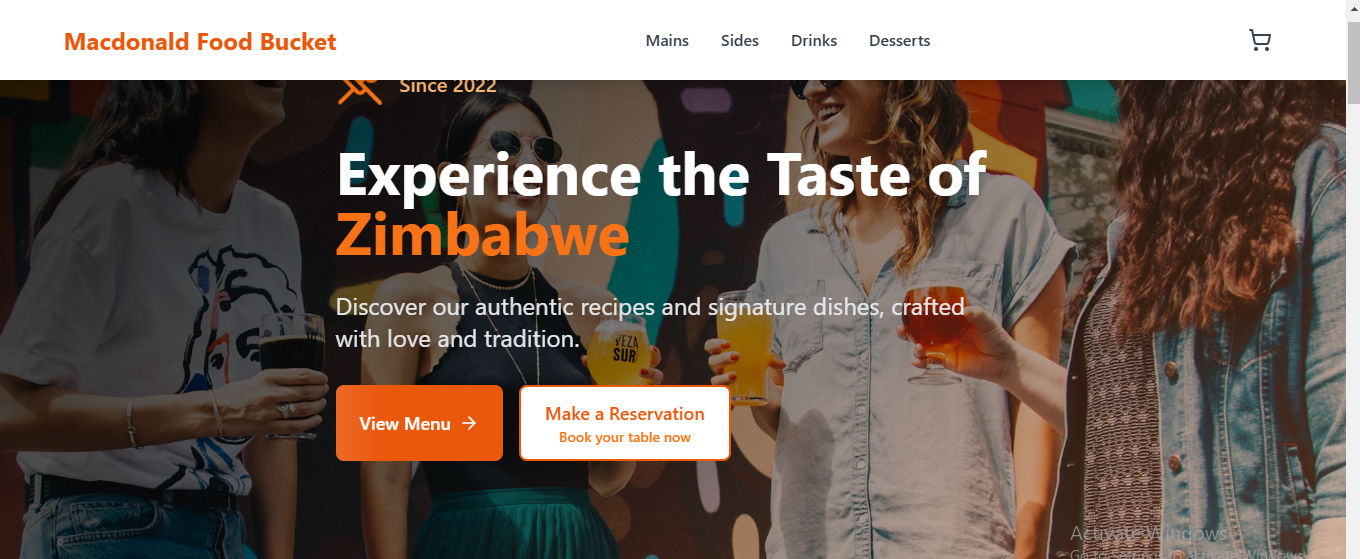 Macdonald Food Bucket
Mains Sides Drinks Desserts
Since 2022
Experience the Taste of
Zimbabwe
Discover our authentic recipes and signature dishes, crafted
with love and tradition.
VEZA
SUR
View Menu →
Make a Reservation
Book your table now
Activate Windows
Go to Settings to activate Windows.